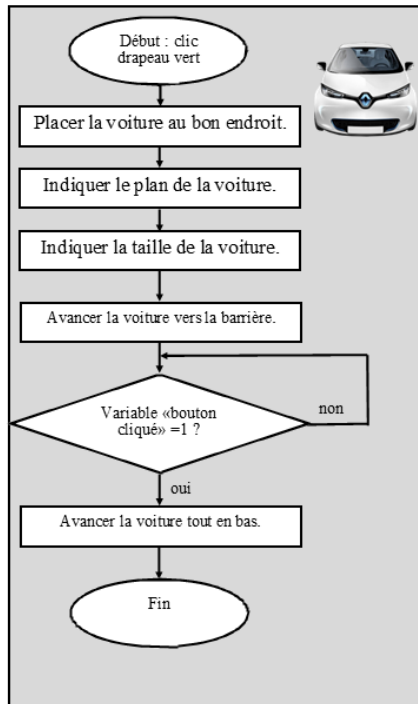 Début : clic
drapeau vert
Placer la voiture au bon endroit.
Indiquer le plan de la voiture.
Indiquer la taille de la voiture.
Avancer la voiture vers la barrière.
Variable «bouton
cliqué» =1 ?
non
oui
Avancer la voiture tout en bas.
Fin